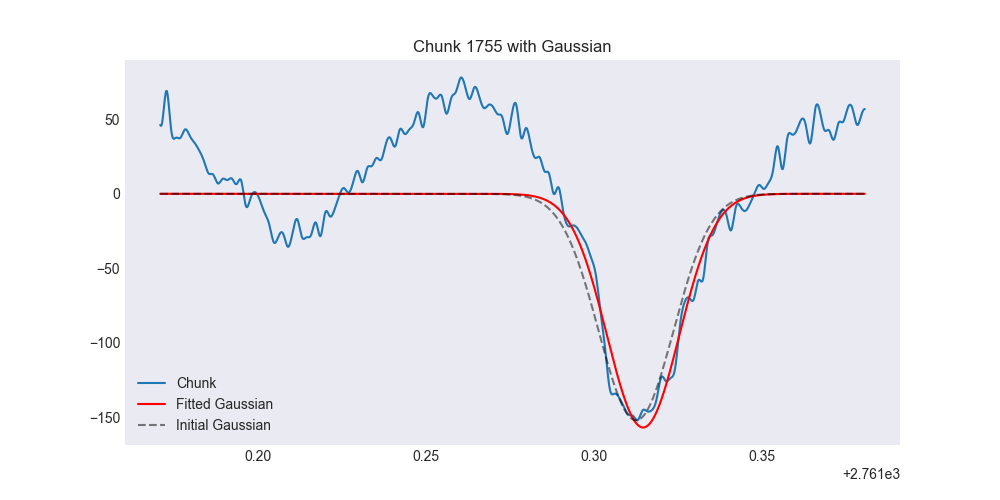 Chunk 1755 with Gaussian
50
0
−50
−100
−150
Chunk
Fitted Gaussian
Initial Gaussian
0.20 0.25 0.30 0.35
+2.761e3